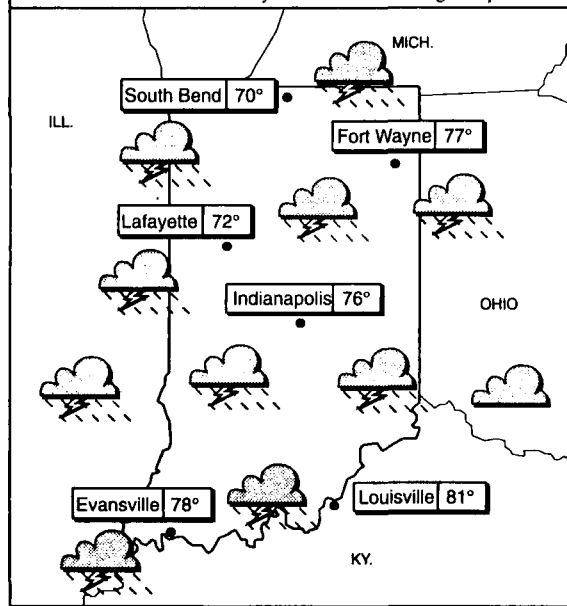 MICH.
South Bend 70°
ILL.
Fort Wayne 77°
Lafayette 72°
Indianapolis 76°
OHIO
Evansville 78°
Louisville 81°
KY.